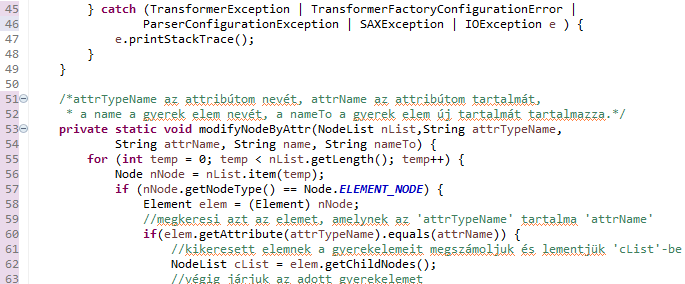 45 } catch (TransformerException | TransformerFactoryConfigurationError |
46 ParserConfigurationException | SAXException | IOException e ) {
47 e.printStackTrace();
48 }
49 }
50
51 /*attrTypeName az attribútom nevét, attrName az attribútom tartalmát,
52 * a name a gyerek elem nevét, a nameTo a gyerek elem új tartalmát tartalmazza.*/
53 private static void modifyNodeByAttr(NodeList nList,String attrTypeName,
54 String attrName, String name, String nameTo) {
55 for (int temp = 0; temp < nList.getLength(); temp++) {
56 Node nNode = nList.item(temp);
57 if (nNode.getNodeType() == Node.ELEMENT_NODE) {
58 Element elem = (Element) nNode;
59 //megkeresi azt az elemet, amelynek az 'attrTypeName' tartalma 'attrName'
60 if(elem.getAttribute(attrTypeName).equals(attrName)) {
61 //kikeresett elemnek a gyerekelemeit megszámoljuk és lementjük 'cList'-be
62 NodeList cList = elem.getChildNodes();
63 //végig járjuk az adott gyerekelemet